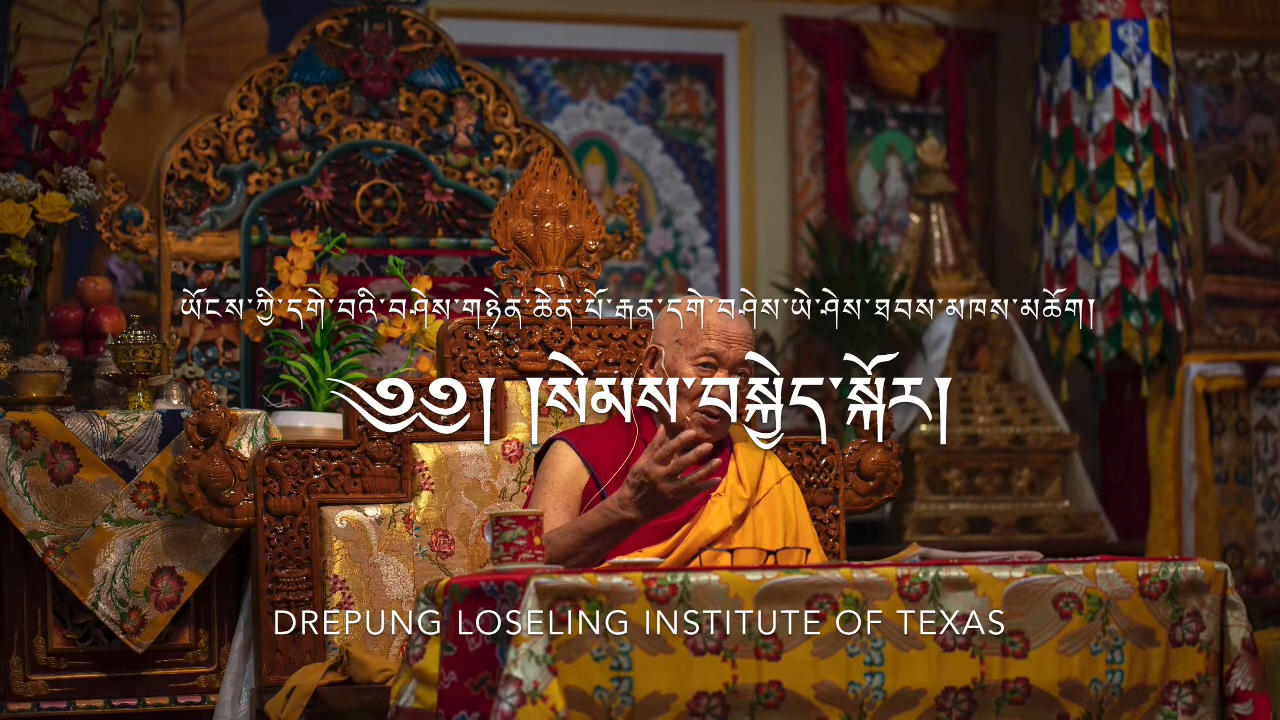 ཡོངས་ཀྱི་དགེ་བའི་བཤེས་གཉེན་ཆེན་པོ་རྒན་དགེ་བཤེས་ཡེ་ཤེས་ཐབས་མཁས་མཆོག།
༄༅། །སེམས་བསྐྱེད་སྐོར།
DREPUNG LOSELING INSTITUTE OF TEXAS